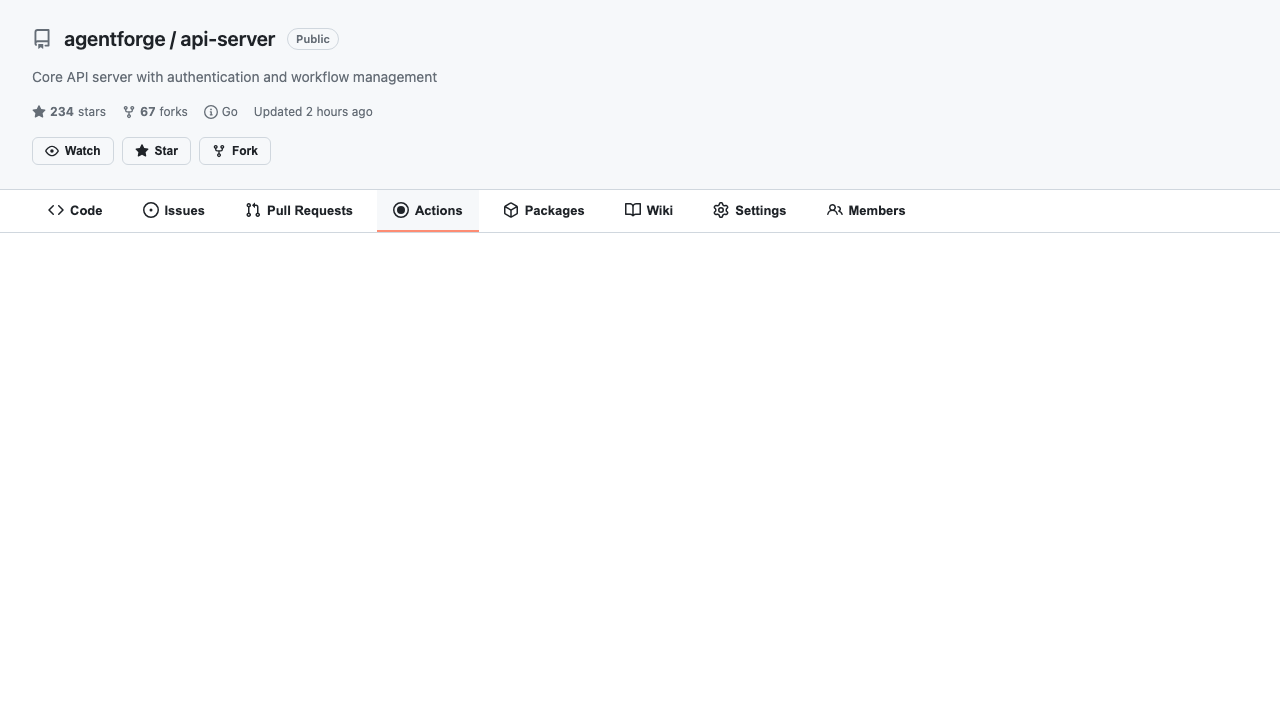 agentforge / api-server Public
Core API server with authentication and workflow management
234 stars 67 forks Go Updated 2 hours ago
Watch Star Fork
Code Issues Pull Requests Actions Packages Wiki Settings Members